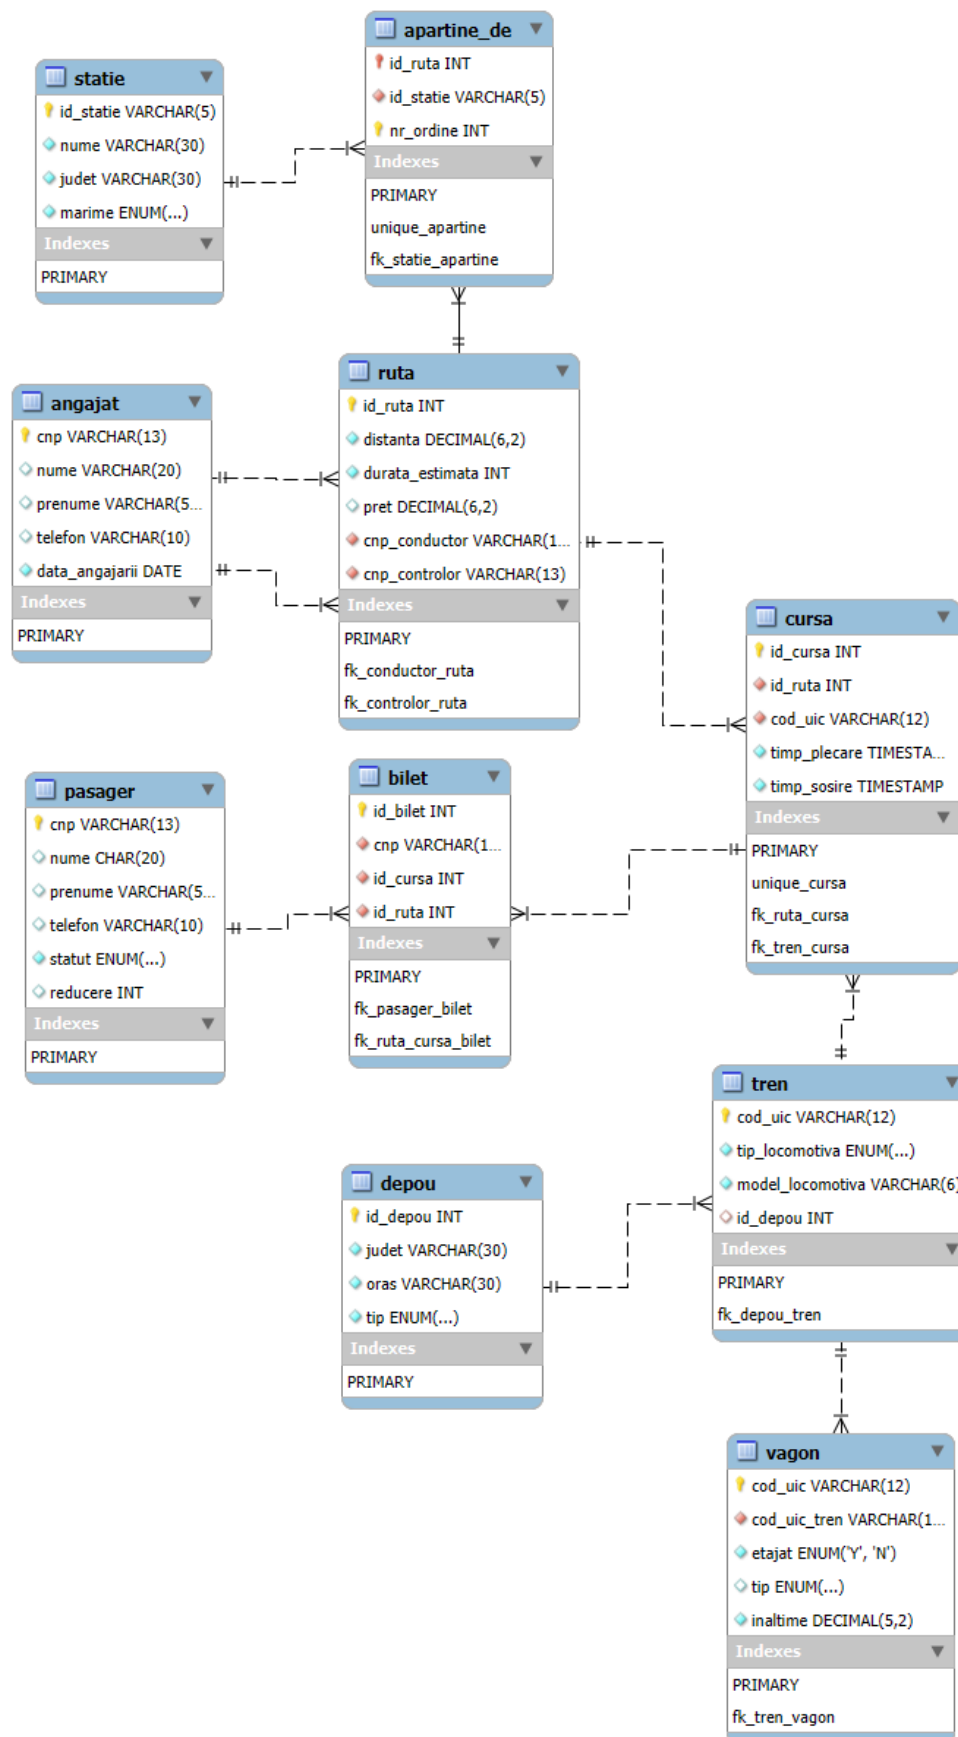 apartine_de
id_ruta INT
id_statie VARCHAR(5)
nr_ordine INT
Indexes
PRIMARY
unique_apartine
fk_statie_apartine
statie
id_statie VARCHAR(5)
nume VARCHAR(30)
judet VARCHAR(30)
marime ENUM(...)
Indexes
PRIMARY
ruta
id_ruta INT
distanta DECIMAL(6,2)
durata_estimata INT
pret DECIMAL(6,2)
cnp_conductor VARCHAR(1...
cnp_controlor VARCHAR(13)
Indexes
PRIMARY
fk_conductor_ruta
fk_controlor_ruta
angajat
cnp VARCHAR(13)
nume VARCHAR(20)
prenume VARCHAR(5...
telefon VARCHAR(10)
data_angajarii DATE
Indexes
PRIMARY
cursa
id_cursa INT
id_ruta INT
cod_uic VARCHAR(12)
timp_plecare TIMESTA...
timp_sosire TIMESTAMP
Indexes
PRIMARY
unique_cursa
fk_ruta_cursa
fk_tren_cursa
bilet
id_bilet INT
cnp VARCHAR(1...
id_cursa INT
id_ruta INT
Indexes
PRIMARY
fk_pasager_bilet
fk_ruta_cursa_bilet
pasager
cnp VARCHAR(13)
nume CHAR(20)
prenume VARCHAR(5...
telefon VARCHAR(10)
statut ENUM(...)
reducere INT
Indexes
PRIMARY
tren
cod_uic VARCHAR(12)
tip_locomotiva ENUM(...)
model_locomotiva VARCHAR(6)
id_depou INT
Indexes
PRIMARY
fk_depou_tren
depou
id_depou INT
judet VARCHAR(30)
oras VARCHAR(30)
tip ENUM(...)
Indexes
PRIMARY
vagon
cod_uic VARCHAR(12)
cod_uic_tren VARCHAR(1...
etajat ENUM('Y', 'N')
tip ENUM(...)
inaltime DECIMAL(5,2)
Indexes
PRIMARY
fk_tren_vagon